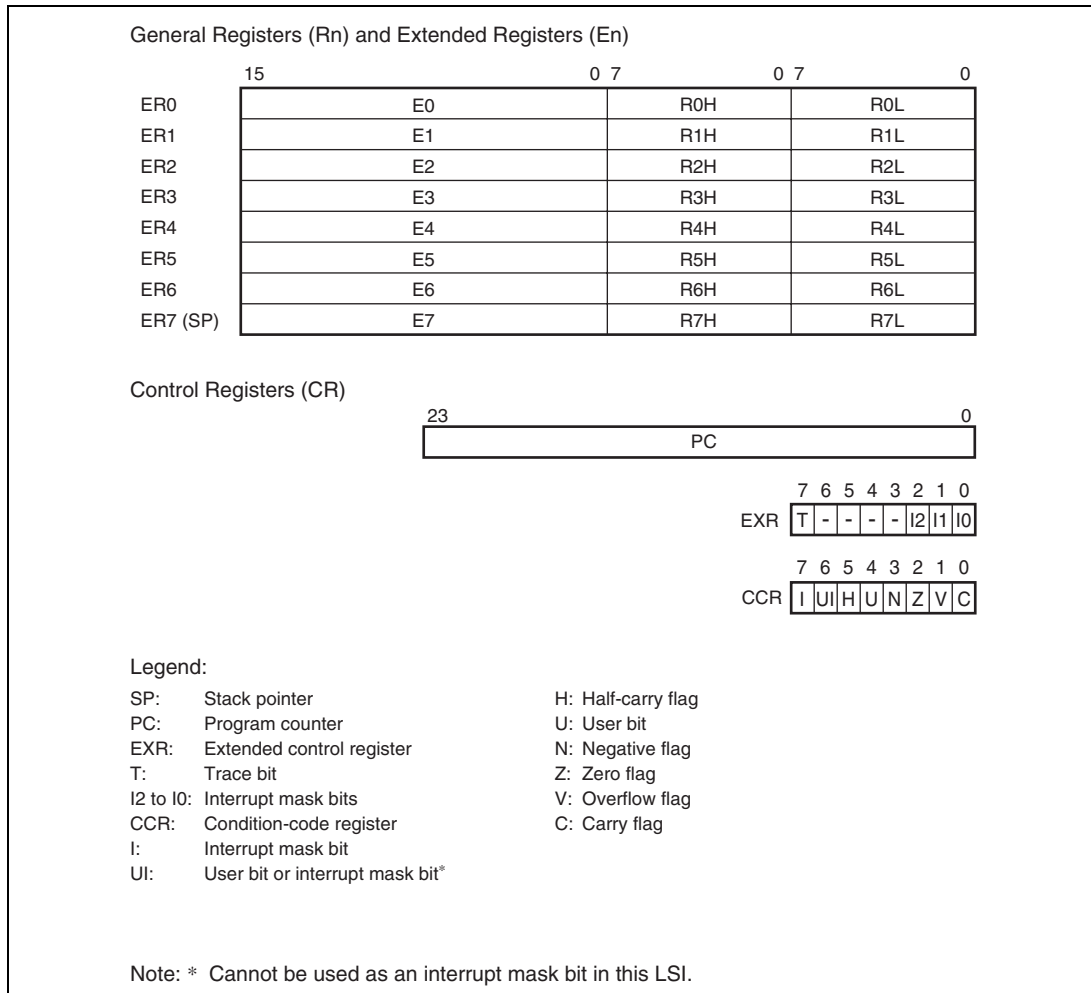 General Registers (Rn) and Extended Registers (En)
15 0 7 0 7 0
ER0 E0 R0H R0L
ER1 E1 R1H R1L
ER2 E2 R2H R2L
ER3 E3 R3H R3L
ER4 E4 R4H R4L
ER5 E5 R5H R5L
ER6 E6 R6H R6L
ER7 (SP) E7 R7H R7L
Control Registers (CR)
23 0
PC
7 6 5 4 3 2 1 0
EXR T - - - - I2 I1 I0
7 6 5 4 3 2 1 0
CCR I UI H U N Z V C
Legend:
SP: Stack pointer
PC: Program counter
EXR: Extended control register
T: Trace bit
I2 to I0: Interrupt mask bits
CCR: Condition-code register
I: Interrupt mask bit
UI: User bit or interrupt mask bit*
H: Half-carry flag
U: User bit
N: Negative flag
Z: Zero flag
V: Overflow flag
C: Carry flag
Note: * Cannot be used as an interrupt mask bit in this LSI.